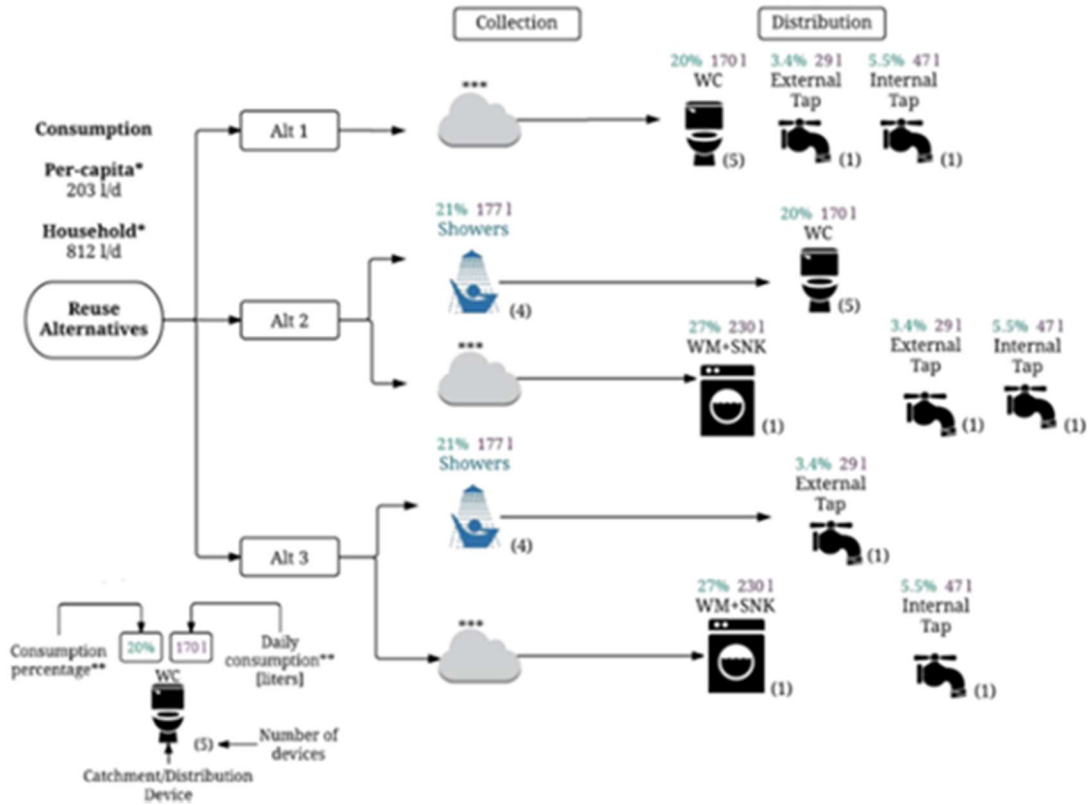 Collection
Distribution
Consumption
Per-capita*
203 l/d
Household*
812 l/d
Reuse
Alternatives
Alt 1
***
20% 170 l
WC
(5)
3.4% 29 l
External
Tap
(1)
5.5% 47 l
Internal
Tap
(1)
Alt 2
21% 177 l
Showers
(4)
20% 170 l
WC
(5)
***
27% 230 l
WM+SNK
(1)
3.4% 29 l
External
Tap
(1)
5.5% 47 l
Internal
Tap
(1)
Alt 3
21% 177 l
Showers
(4)
3.4% 29 l
External
Tap
(1)
***
27% 230 l
WM+SNK
(1)
5.5% 47 l
Internal
Tap
(1)
Consumption
percentage**
20%
170 l
Daily
consumption**
[liters]
WC
(5)
Number of
devices
Catchment/Distribution
Device